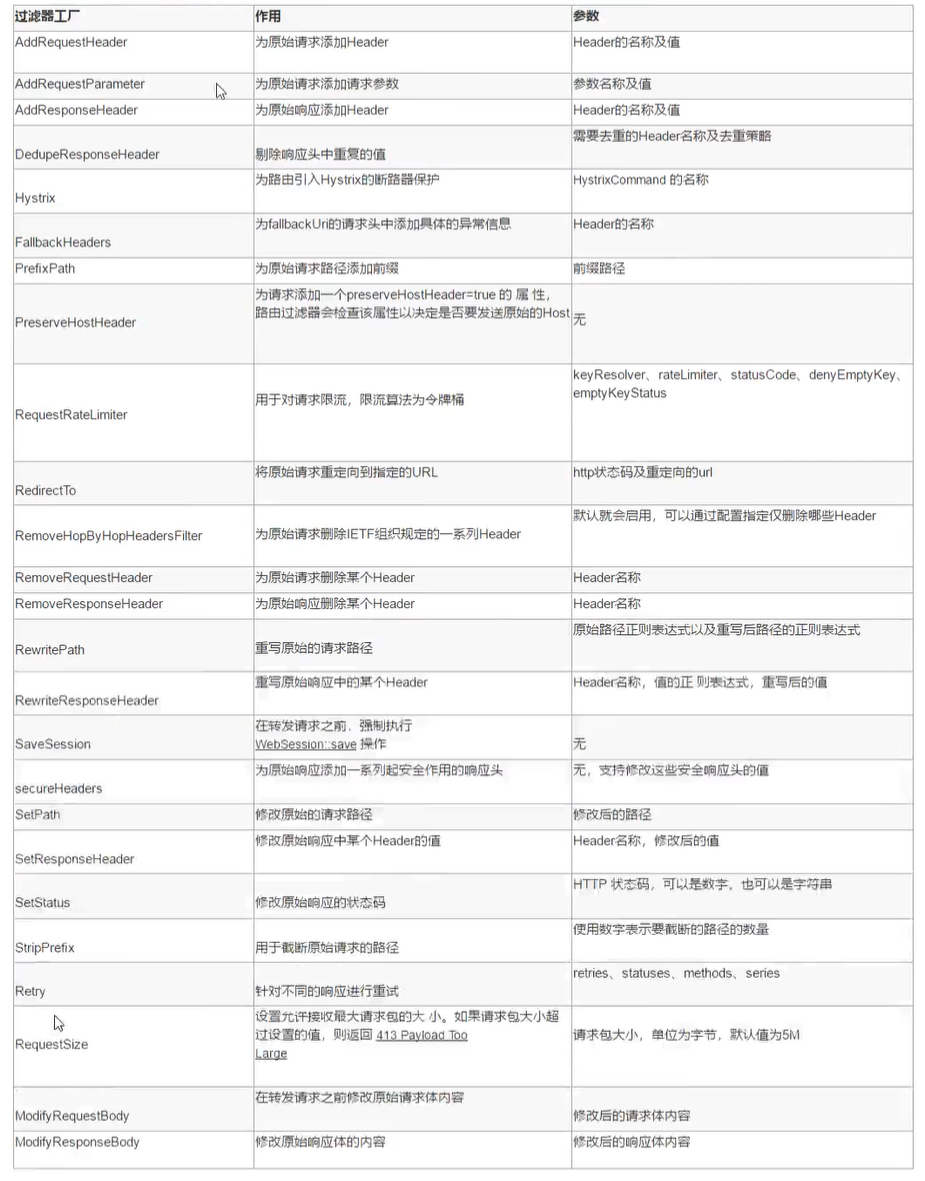 过滤器工厂 作用 参数
AddRequestHeader 为原始请求添加Header Header的名称及值
AddRequestParameter 为原始请求添加请求参数 参数名称及值
AddResponseHeader 为原始响应添加Header Header的名称及值
DedupeResponseHeader 剔除响应头中重复的值 需要去重的Header名称及去重策略
Hystrix 为路由引入Hystrix的断路器保护 HystrixCommand 的名称
FallbackHeaders 为fallbackUri的请求头中添加具体的异常信息 Header的名称
PrefixPath 为原始请求路径添加前缀 前缀路径
PreserveHostHeader 为请求添加一个preserveHostHeader=true 的 属 性，
路由过滤器会检查该属性以决定是否要发送原始的Host 无
RequestRateLimiter 用于对请求限流，限流算法为令牌桶 keyResolver、rateLimiter、statusCode、denyEmptyKey、
emptyKeyStatus
RedirectTo 将原始请求重定向到指定的URL http状态码及重定向的url
RemoveHopByHopHeadersFilter 为原始请求删除IETF组织规定的一系列Header 默认就会启用，可以通过配置指定仅删除哪些Header
RemoveRequestHeader 为原始请求删除某个Header Header名称
RemoveResponseHeader 为原始响应删除某个Header Header名称
RewritePath 重写原始的请求路径 原始路径正则表达式以及重写后路径的正则表达式
RewriteResponseHeader 重写原始响应中的某个Header Header名称，值的正 则表达式，重写后的值
SaveSession 在转发请求之前，强制执行
WebSession::save 操作 无
secureHeaders 为原始响应添加一系列起安全作用的响应头 无，支持修改这些安全响应头的值
SetPath 修改原始的请求路径 修改后的路径
SetResponseHeader 修改原始响应中某个Header的值 Header名称，修改后的值
SetStatus 修改原始响应的状态码 HTTP 状态码，可以是数字，也可以是字符串
StripPrefix 用于截断原始请求的路径 使用数字表示要截断的路径的数量
Retry 针对不同的响应进行重试 retries、statuses、methods、series
RequestSize 设置允许接收最大请求包的大 小。如果请求包大小超
过设置的值，则返回 413 Payload Too
Large 请求包大小，单位为字节，默认值为5M
ModifyRequestBody 在转发请求之前修改原始请求体内容 修改后的请求体内容
ModifyResponseBody 修改原始响应体的内容 修改后的响应体内容